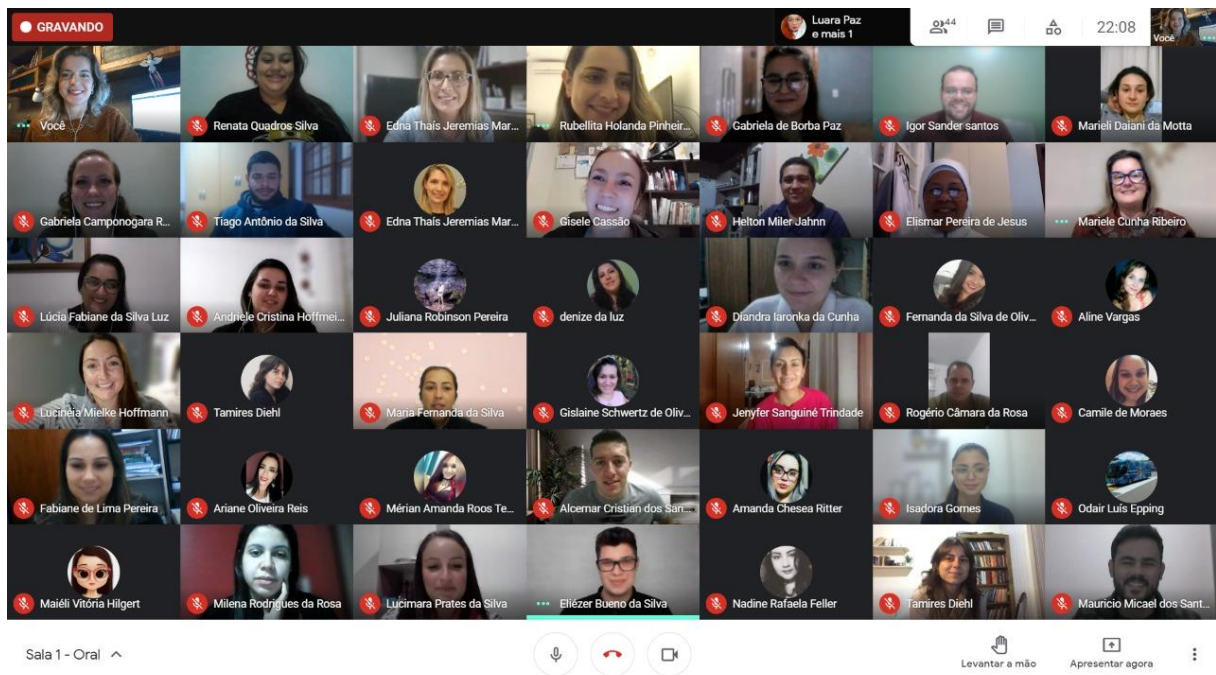 GRAVANDO
Luara Paz
e mais 1
44
22:08
Você
Você
Renata Quadros Silva
Edna Thaís Jeremias Mar...
Rubellita Holanda Pinheir...
Gabriela de Borba Paz
Igor Sander santos
Marieli Daiani da Motta
Gabriela Camponogara R...
Tiago Antônio da Silva
Edna Thaís Jeremias Mar...
Gisele Cassão
Helton Miler Jahnn
Elismar Pereira de Jesus
Mariele Cunha Ribeiro
Lúcia Fabiane da Silva Luz
Andriele Cristina Hoffmei...
Juliana Robinson Pereira
denize da luz
Diandra Iaronka da Cunha
Fernanda da Silva de Oliv...
Aline Vargas
Lucinéia Mielke Hoffmann
Tamires Diehl
Maria Fernanda da Silva
Gislaine Schwertz de Oliv...
Jenyfer Sanguiné Trindade
Rogério Câmara da Rosa
Camile de Moraes
Fabiane de Lima Pereira
Ariane Oliveira Reis
Mérian Amanda Roos Te...
Alcemar Cristian dos San...
Amanda Chesea Ritter
Isadora Gomes
Odair Luís Epping
Maiéli Vitória Hilgert
Milena Rodrigues da Rosa
Lucimara Prates da Silva
Eliézer Bueno da Silva
Nadine Rafaela Feller
Tamires Diehl
Mauricio Micael dos Sant...
Sala 1 - Oral
Levantar a mão
Apresentar agora